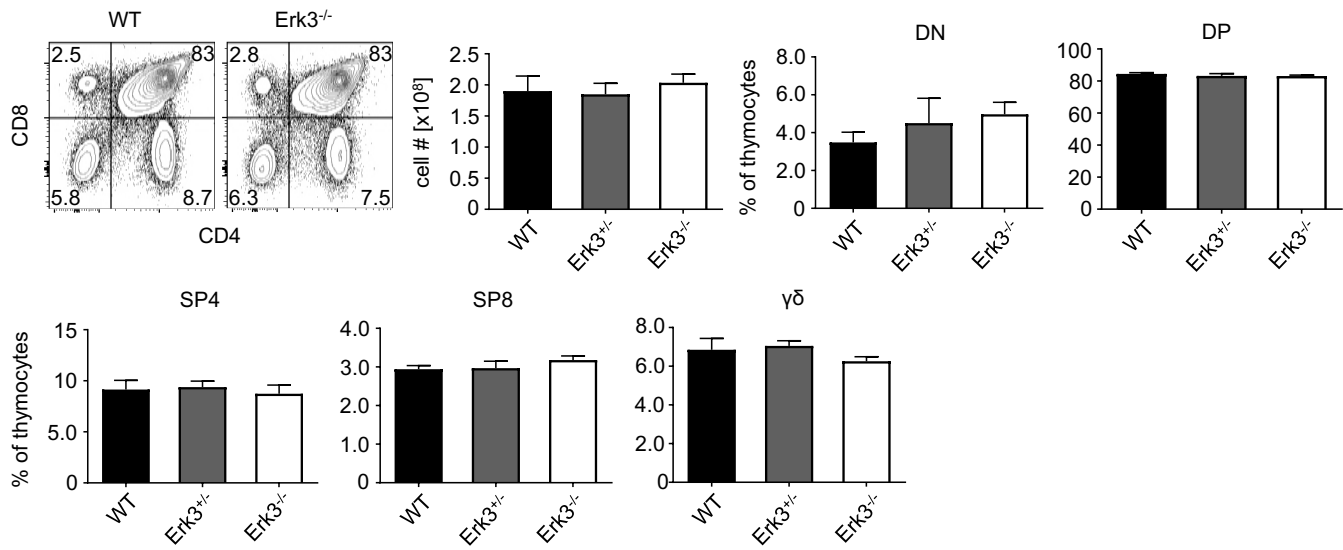 WT
Erk3-/-
2.5
83
2.8
83
5.8
8.7
6.3
7.5
CD8
CD4
2.5
2.0
1.5
1.0
0.5
0
cell # [x10⁸]
WT
Erk3+/-
Erk3-/-
DN
8.0
6.0
4.0
2.0
0
% of thymocytes
WT
Erk3+/-
Erk3-/-
DP
100
80
60
40
20
0
WT
Erk3+/-
Erk3-/-
SP4
15
10
5.0
0
% of thymocytes
WT
Erk3+/-
Erk3-/-
SP8
4.0
3.0
2.0
1.0
0
WT
Erk3+/-
Erk3-/-
γδ
8.0
6.0
4.0
2.0
0
WT
Erk3+/-
Erk3-/-